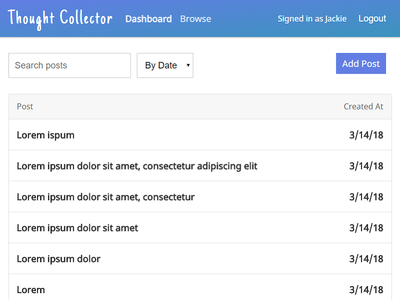 Thought Collector Dashboard Browse Signed in as Jackie Logout
Search posts By Date Add Post
Post Created At
Lorem ispum 3/14/18
Lorem ipsum dolor sit amet, consectetur adipiscing elit 3/14/18
Lorem ipsum dolor sit amet, consectetur 3/14/18
Lorem ipsum dolor sit amet 3/14/18
Lorem ipsum dolor 3/14/18
Lorem 3/14/18